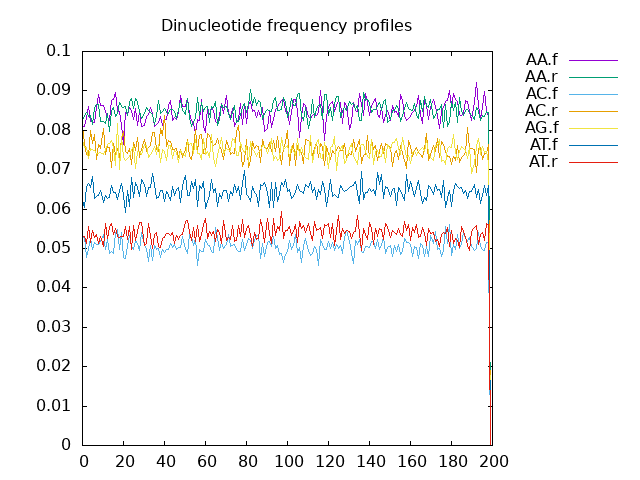 Dinucleotide frequency profiles
0.1
0.09
0.08
0.07
0.06
0.05
0.04
0.03
0.02
0.01
0
0 20 40 60 80 100 120 140 160 180 200
AA.f
AA.r
AC.f
AC.r
AG.f
AT.f
AT.r